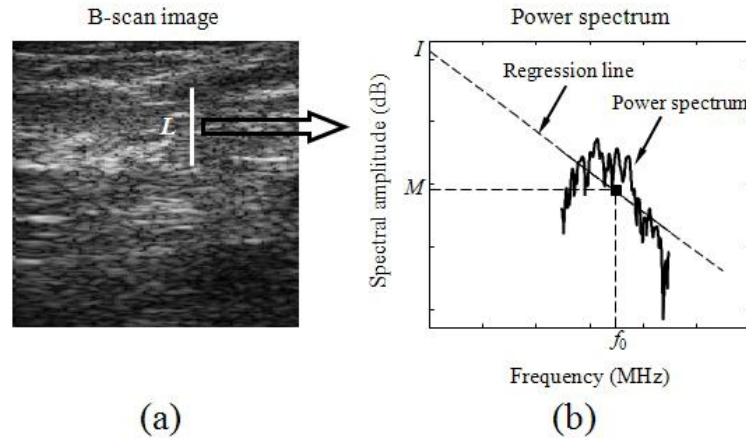 B-scan image
L
(a)
Power spectrum
I
Regression line
Power spectrum
M
Spectral amplitude (dB)
f0
Frequency (MHz)
(b)